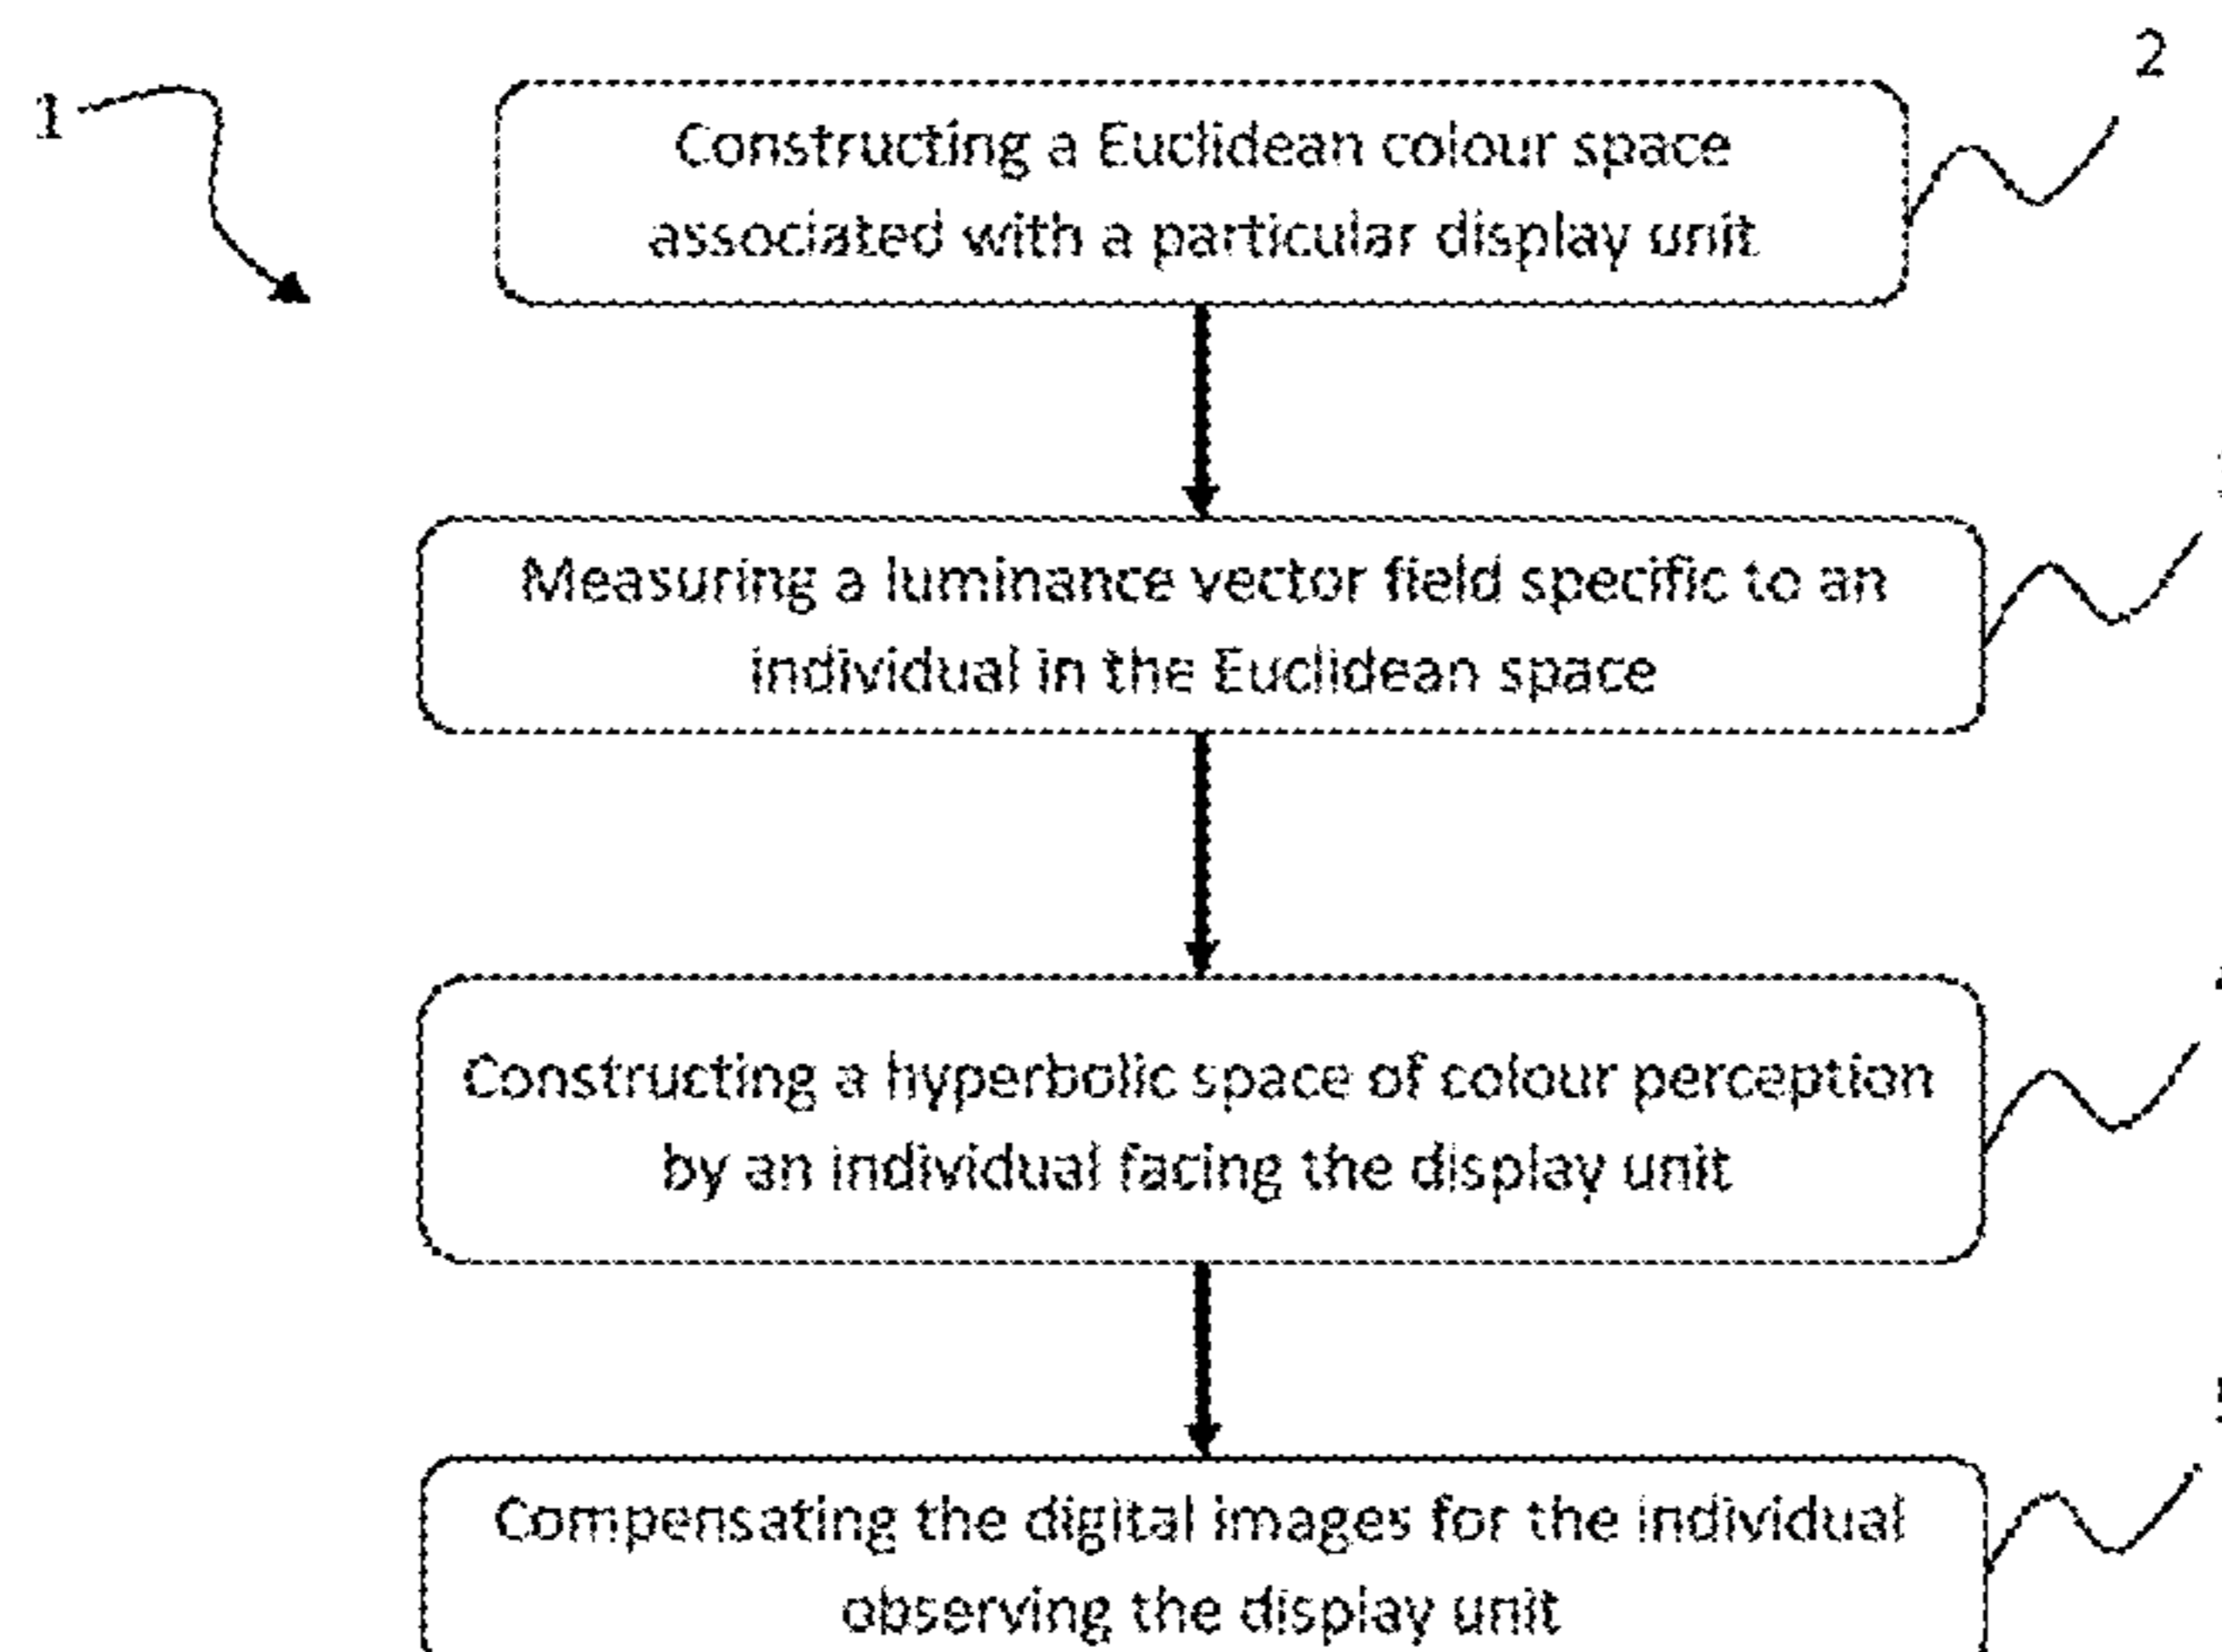 1
2
Constructing a Euclidean colour space
associated with a particular display unit
Measuring a luminance vector field specific to an
individual in the Euclidean space
Constructing a hyperbolic space of colour perception
by an individual facing the display unit
Compensating the digital images for the individual
observing the display unit